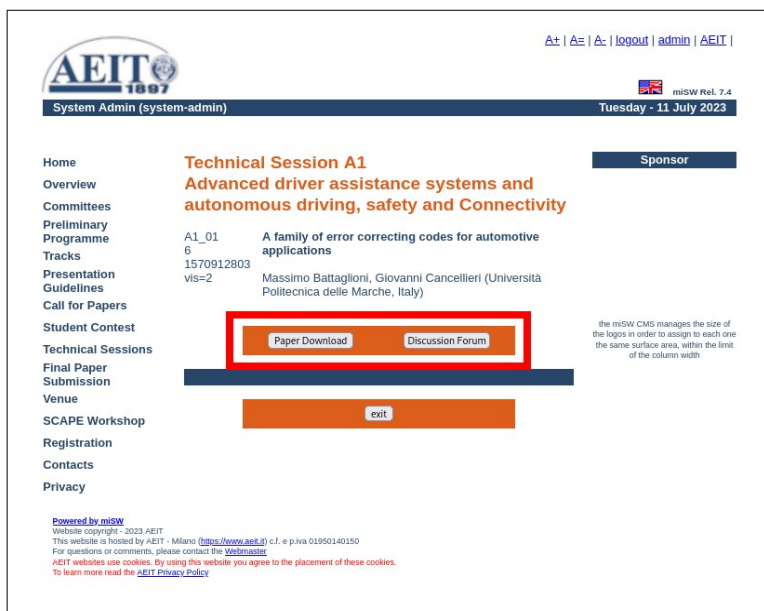 A+ | A= | A- | logout | admin | AEIT |
AEIT
1897
miSW Rel. 7.4
System Admin (system-admin)
Tuesday - 11 July 2023
Home
Overview
Committees
Preliminary
Programme
Tracks
Presentation
Guidelines
Call for Papers
Student Contest
Technical Sessions
Final Paper
Submission
Venue
SCAPE Workshop
Registration
Contacts
Privacy
Technical Session A1
Advanced driver assistance systems and
autonomous driving, safety and Connectivity
A1_01
6
1570912803
vis=2
A family of error correcting codes for automotive
applications
Massimo Battaglioni, Giovanni Cancellieri (Università
Politecnica delle Marche, Italy)
Paper Download
Discussion Forum
exit
Sponsor
the miSW CMS manages the size of
the logos in order to assign to each one
the same surface area, within the limit
of the column width
Powered by miSW
Website copyright - 2023 AEIT
This website is hosted by AEIT - Milano (https://www.aeit.it) c.f. e p.iva 01950140150
For questions or comments, please contact the Webmaster
AEIT websites use cookies. By using this website you agree to the placement of these cookies.
To learn more read the AEIT Privacy Policy